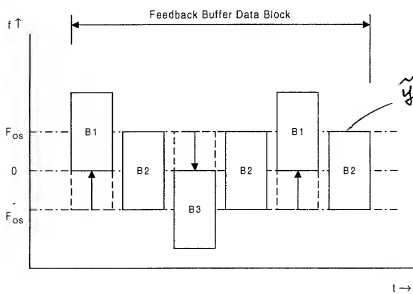 Feedback Buffer Data Block
f ↑
ỹ
B1
B1
F_OS
B2
B2
B2
0
B3
-
F_OS
t →